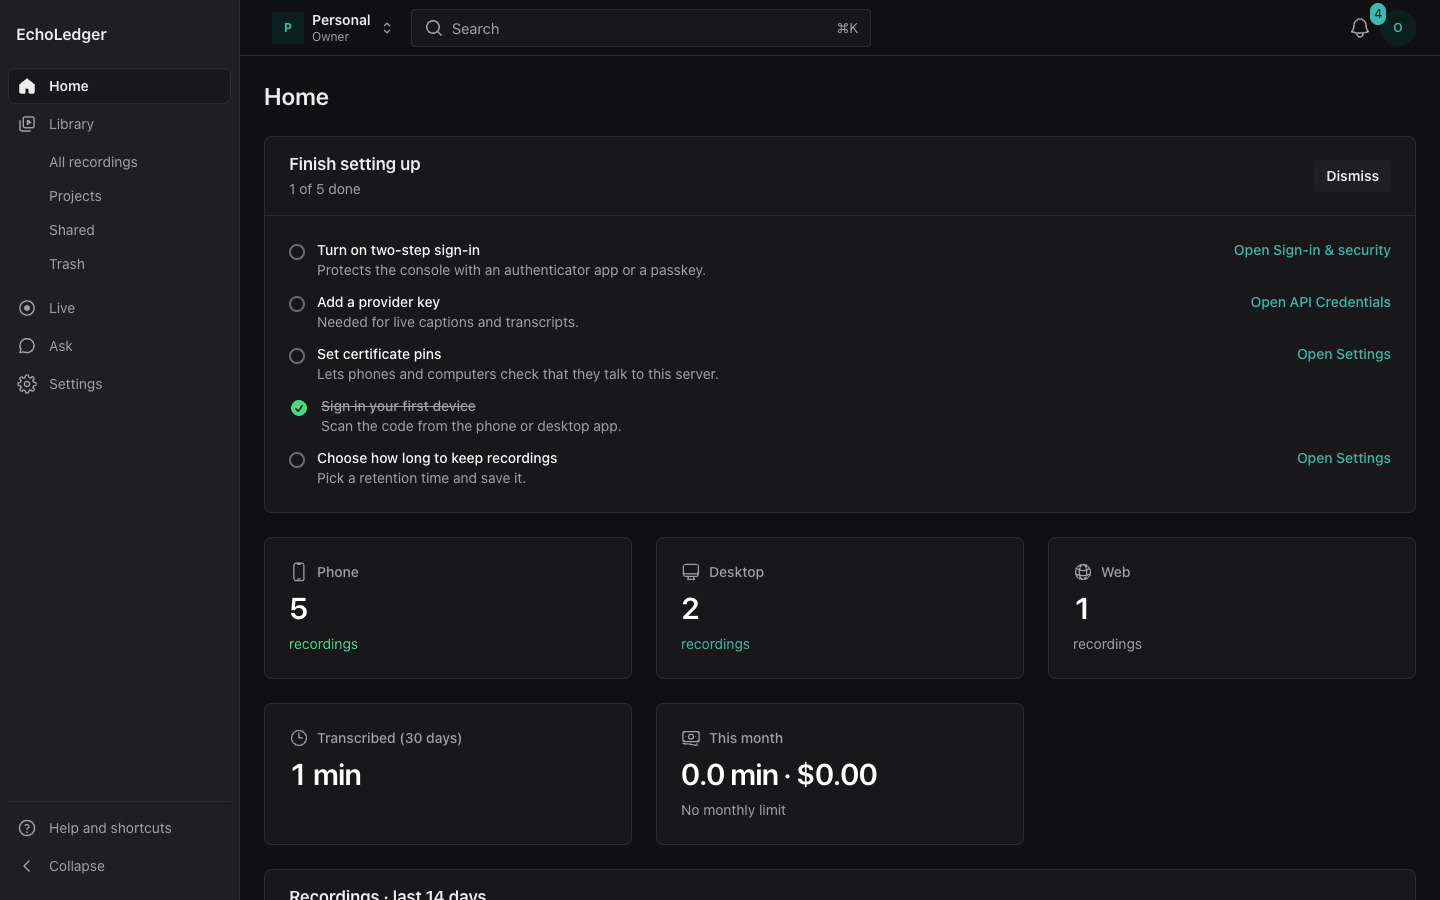 EchoLedger
Home
Library
All recordings
Projects
Shared
Trash
Live
Ask
Settings
Help and shortcuts
Collapse
P
Personal
Owner
Search
⌘K
4
O
Home
Finish setting up
1 of 5 done
Dismiss
Turn on two-step sign-in
Open Sign-in & security
Protects the console with an authenticator app or a passkey.
Add a provider key
Open API Credentials
Needed for live captions and transcripts.
Set certificate pins
Open Settings
Lets phones and computers check that they talk to this server.
Sign in your first device
Scan the code from the phone or desktop app.
Choose how long to keep recordings
Open Settings
Pick a retention time and save it.
Phone
5
recordings
Desktop
2
recordings
Web
1
recordings
Transcribed (30 days)
1 min
This month
0.0 min · $0.00
No monthly limit
Recordings · last 14 days